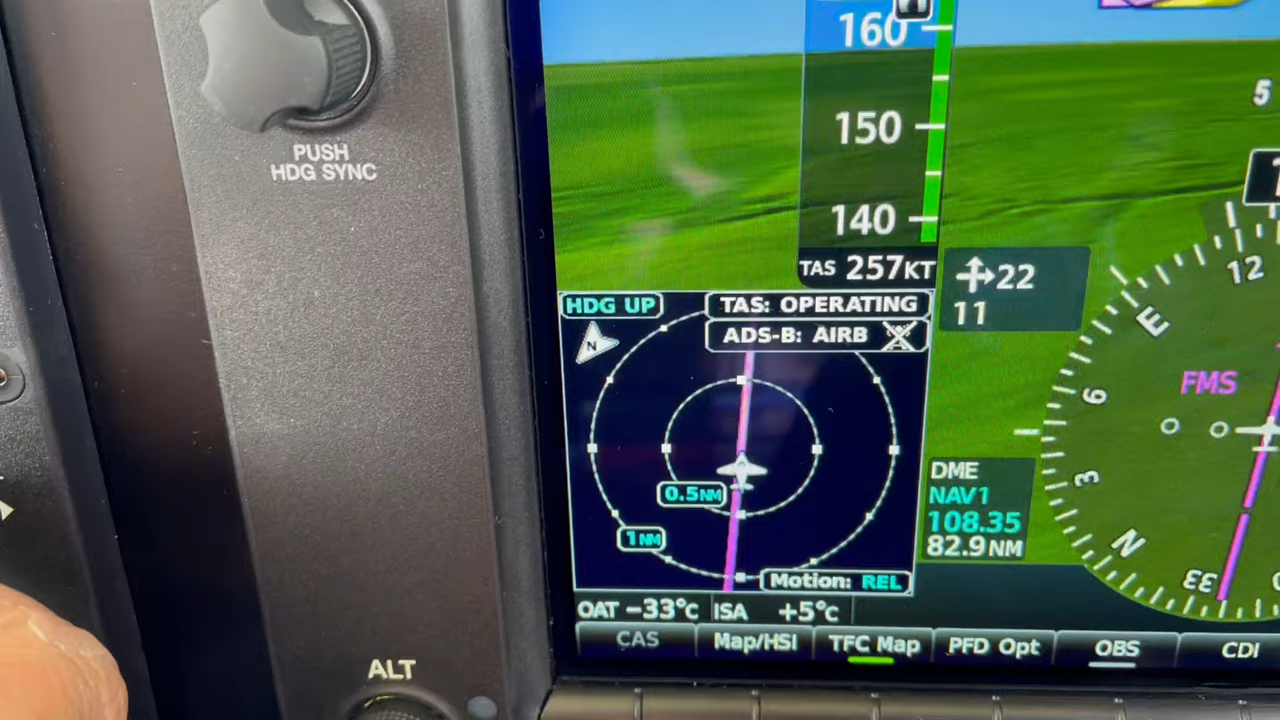 PUSH
HDG SYNC
160
150
140
TAS 257KT
HDG UP
TAS: OPERATING
N
ADS-B: AIRB
0.5NM
1NM
Motion: REL
22
11
DME
NAV1
108.35
82.9NM
5
12
E
6
FMS
3
N
33
OAT -33°C
ISA +5°C
CAS
Map/HSI
TFC Map
PFD Opt
OBS
CDI
ALT